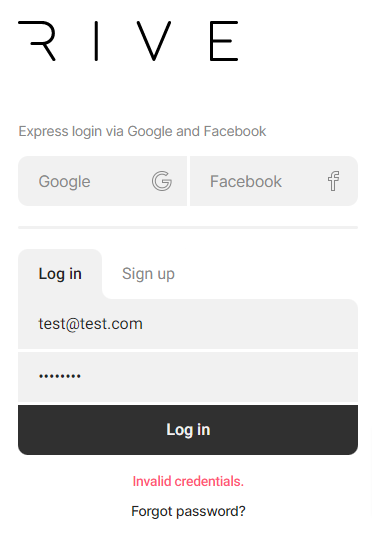 RIVE
Express login via Google and Facebook
Google
Facebook
Log in
Sign up
test@test.com
••••••••
Log in
Invalid credentials.
Forgot password?